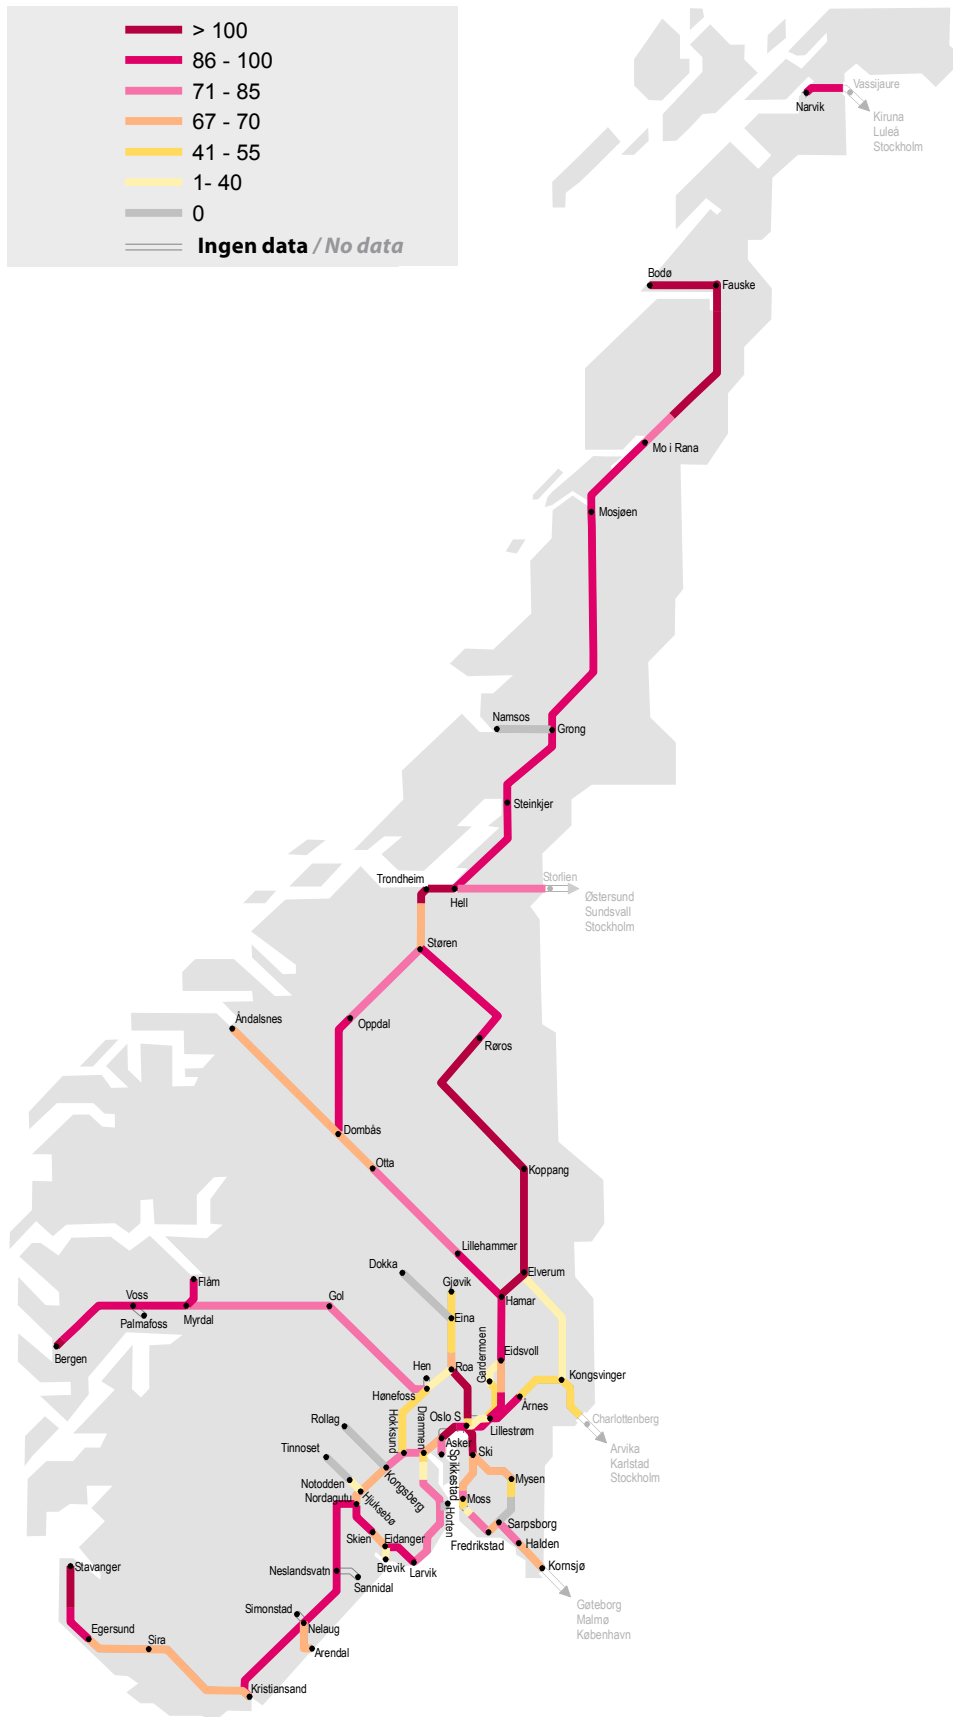 > 100
86 - 100
71 - 85
67 - 70
41 - 55
1- 40
0
Ingen data / No data
Vassijaure
Narvik
Kiruna
Luleå
Stockholm
Bodø
Fauske
Mo i Rana
Mosjøen
Namsos
Grong
Steinkjer
Trondheim
Hell
Storlien
Østersund
Sundsvall
Stockholm
Støren
Åndalsnes
Oppdal
Røros
Dombås
Otta
Koppang
Lillehammer
Dokka
Elverum
Flåm
Gjøvik
Hamar
Voss
Gol
Palmafoss
Myrdal
Eina
Gardermoen
Bergen
Eidsvoll
Hen
Roa
Kongsvinger
Hønefoss
Årnes
Rollag
Hokksund
Drammen
Oslo S
Lillestrøm
Charlottenberg
Asker
Arvika
Karlstad
Stockholm
Tinnoset
Spikkestad
Ski
Kongsberg
Mysen
Notodden
Hjuksebø
Nordagutu
Moss
Horten
Sarpsborg
Skien
Eidanger
Fredrikstad
Halden
Stavanger
Brevik
Larvik
Kornsjø
Neslandsvatn
Sannidal
Gøteborg
Malmø
København
Simonstad
Nelaug
Egersund
Sira
Arendal
Kristiansand